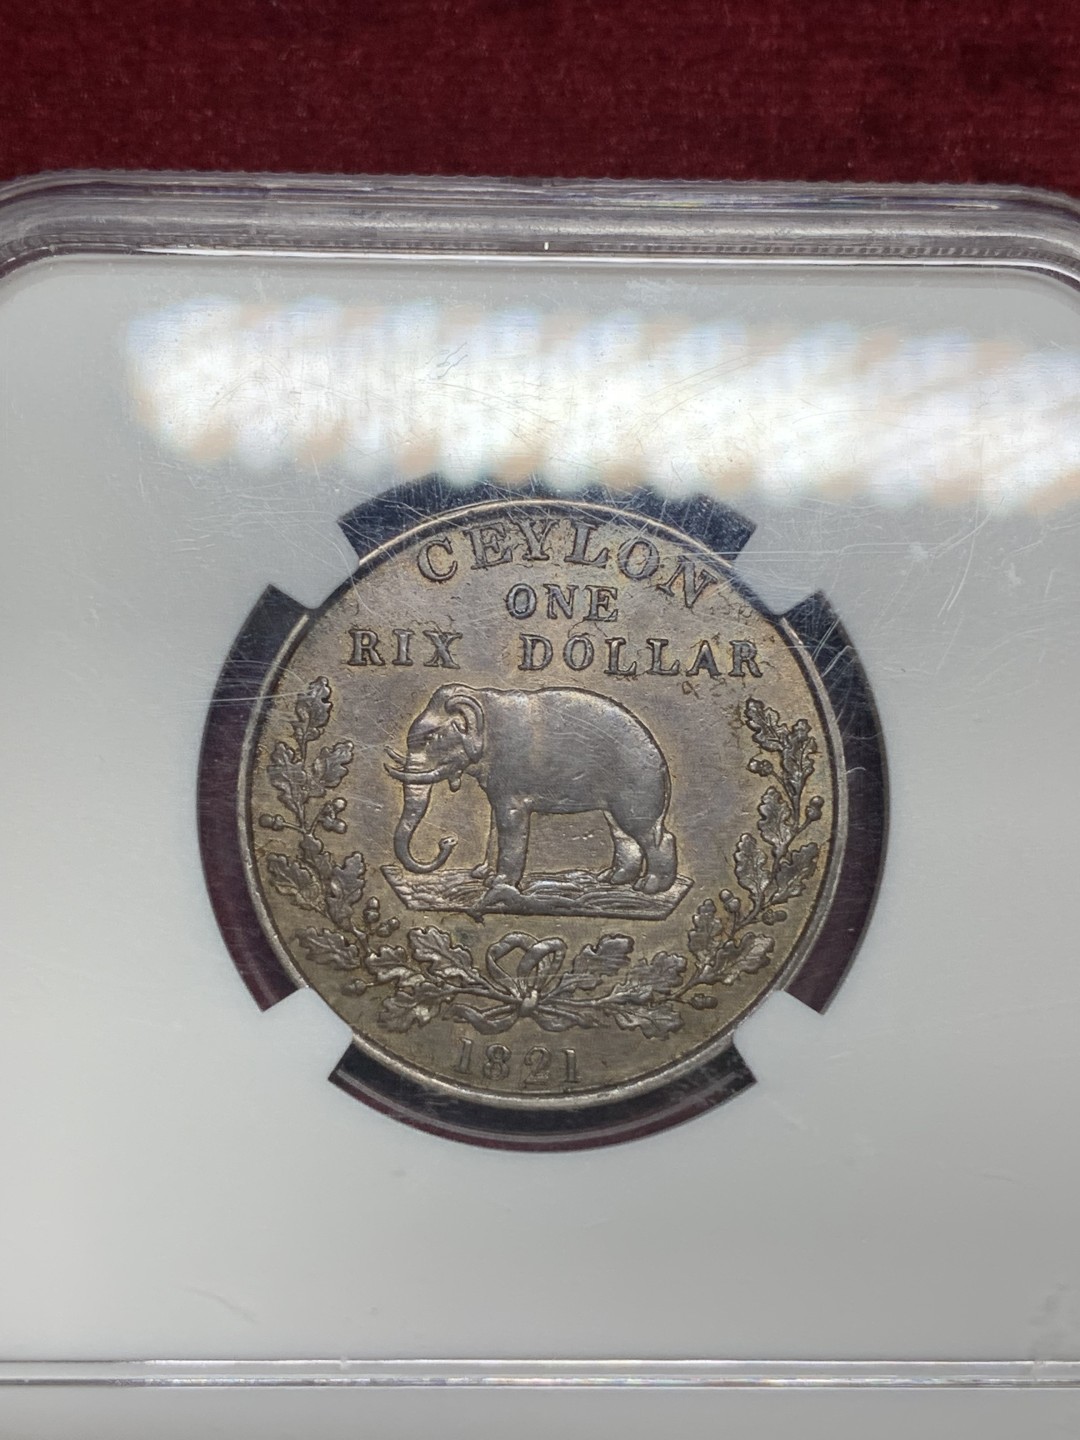 CEYLON
ONE
RIX DOLLAR
1821